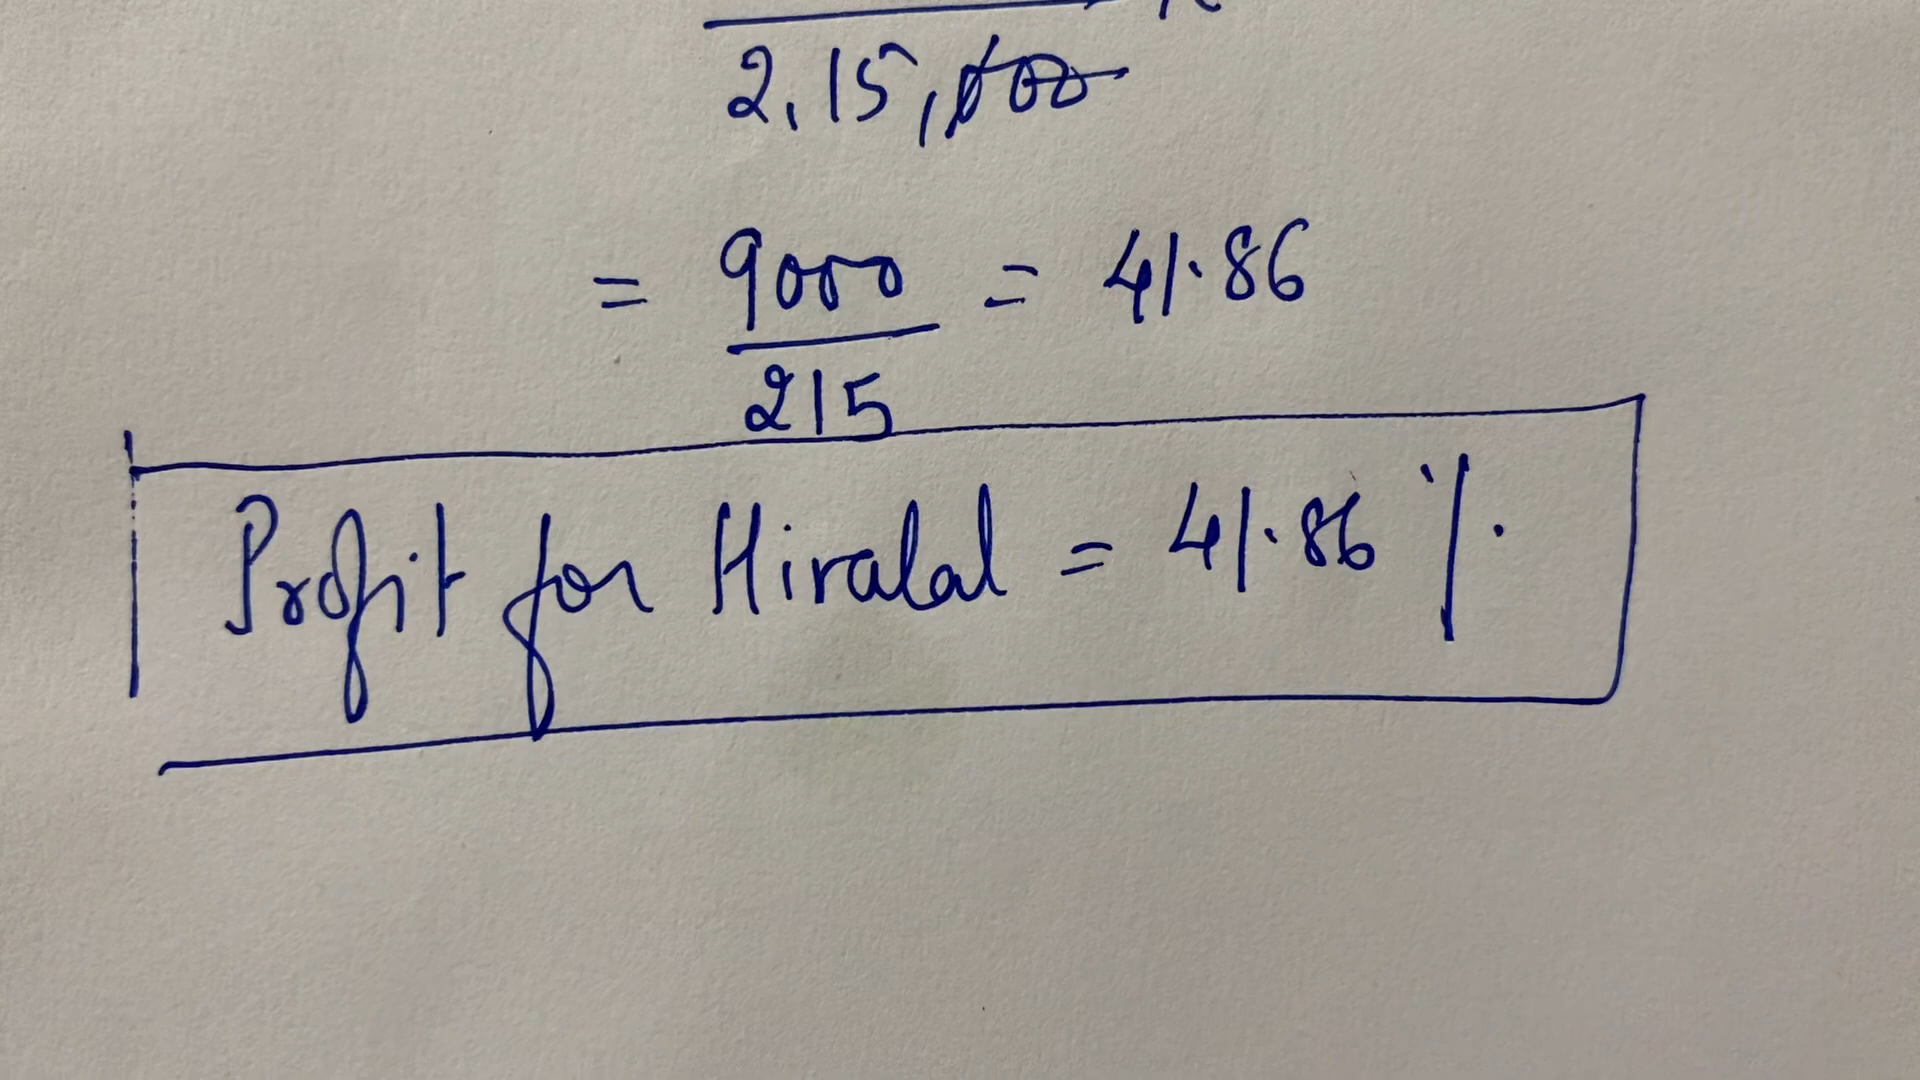 2,15,000
= 9000 = 41.86
215
Profit for Hiralal = 41.86 %